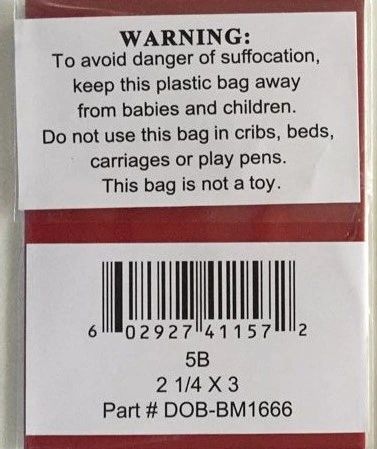 WARNING:
To avoid danger of suffocation,
keep this plastic bag away
from babies and children.
Do not use this bag in cribs, beds,
carriages or play pens.
This bag is not a toy.
6 02927 41157 2
5B
2 1/4 X 3
Part # DOB-BM1666